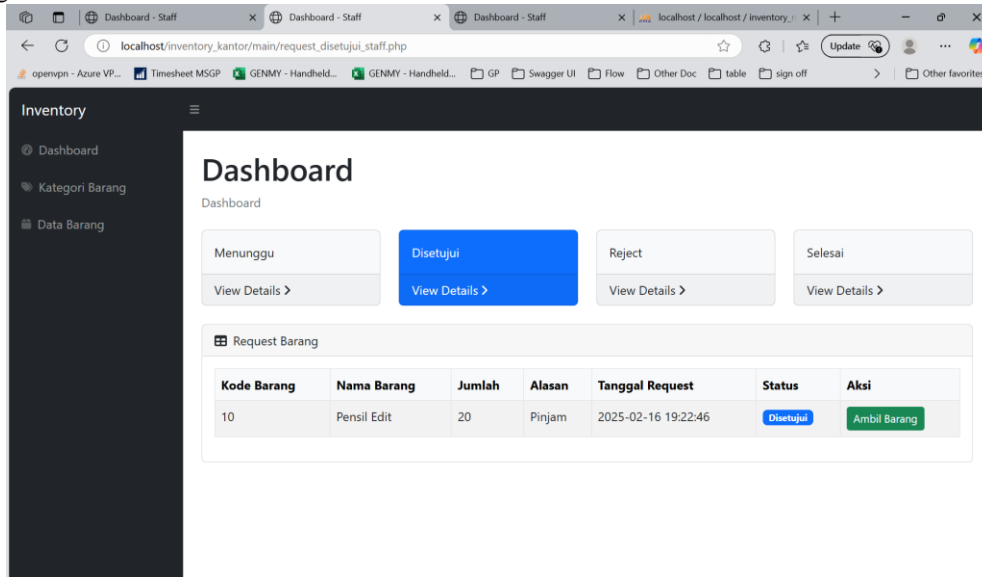 Dashboard - Staff
Dashboard - Staff
Dashboard - Staff
localhost / localhost / inventory_
localhost/inventory_kantor/main/request_disetujui_staff.php
Update
openvpn - Azure VP...
Timesheet MSGP
GENMY - Handheld...
GENMY - Handheld...
GP
Swagger UI
Flow
Other Doc
table
sign off
Other favorites
Inventory
Dashboard
Kategori Barang
Data Barang
Dashboard
Dashboard
Menunggu
Disetujui
Reject
Selesai
View Details >
View Details >
View Details >
View Details >
Request Barang
Kode Barang Nama Barang Jumlah Alasan Tanggal Request Status Aksi
10 Pensil Edit 20 Pinjam 2025-02-16 19:22:46 Disetujui Ambil Barang